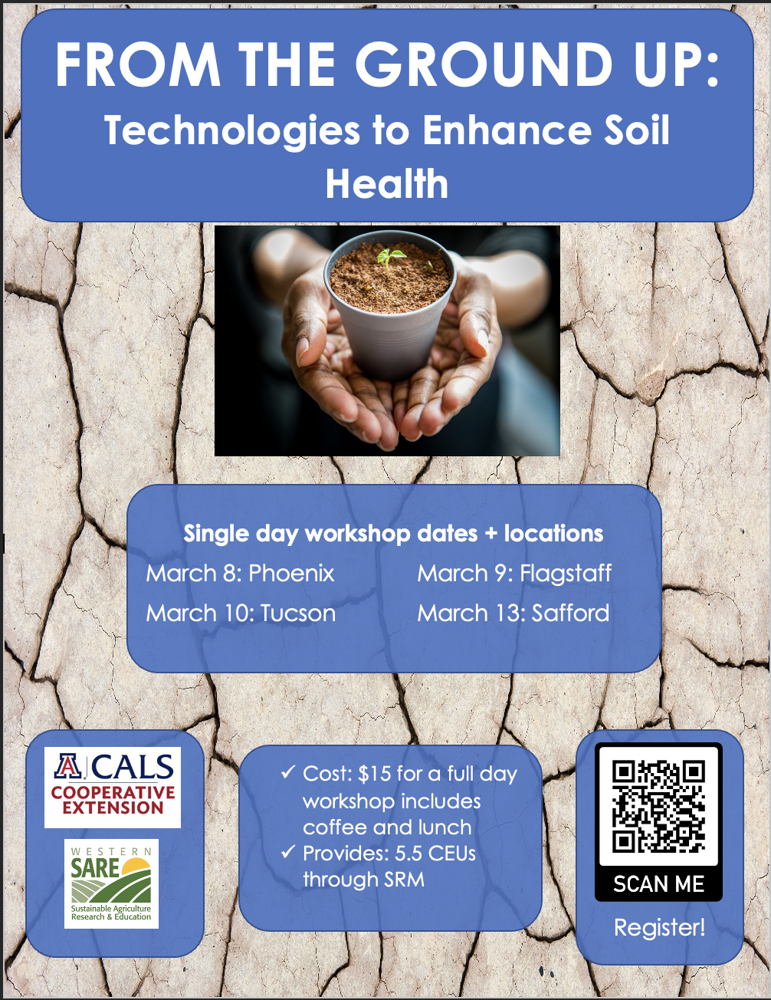 FROM THE GROUND UP:
Technologies to Enhance Soil
Health
Single day workshop dates + locations
March 8: Phoenix
March 9: Flagstaff
March 10: Tucson
March 13: Safford
A CALS
COOPERATIVE
EXTENSION
WESTERN
SARE
Sustainable Agriculture
Research & Education
✓ Cost: $15 for a full day
workshop includes
coffee and lunch
✓ Provides: 5.5 CEUs
through SRM
SCAN ME
Register!